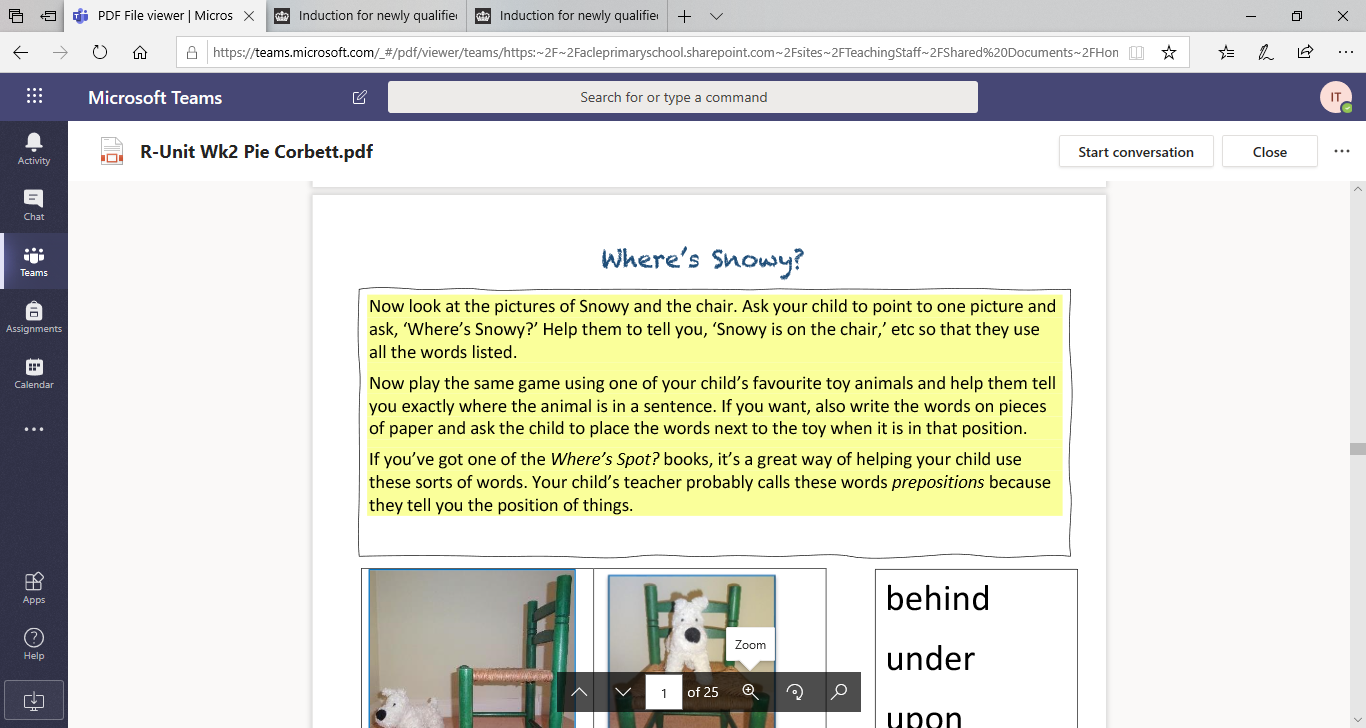 PDF File viewer | Micros
Induction for newly qualifie
Induction for newly qualifie
https://teams.microsoft.com/_#/pdf/viewer/teams/https:~2F~2Facleprimaryschool.sharepoint.com~2Fsites~2FTeachingStaff~2FShared%20Documents~2FHon
Microsoft Teams
Search for or type a command
IT
Activity
Chat
Teams
Assignments
Calendar
Apps
Help
R-Unit Wk2 Pie Corbett.pdf
Start conversation
Close
Where's Snowy?
Now look at the pictures of Snowy and the chair. Ask your child to point to one picture and
ask, ‘Where’s Snowy?’ Help them to tell you, ‘Snowy is on the chair,’ etc so that they use
all the words listed.
Now play the same game using one of your child’s favourite toy animals and help them tell
you exactly where the animal is in a sentence. If you want, also write the words on pieces
of paper and ask the child to place the words next to the toy when it is in that position.
If you’ve got one of the Where’s Spot? books, it’s a great way of helping your child use
these sorts of words. Your child’s teacher probably calls these words prepositions because
they tell you the position of things.
behind
under
upon
Zoom
1 of 25